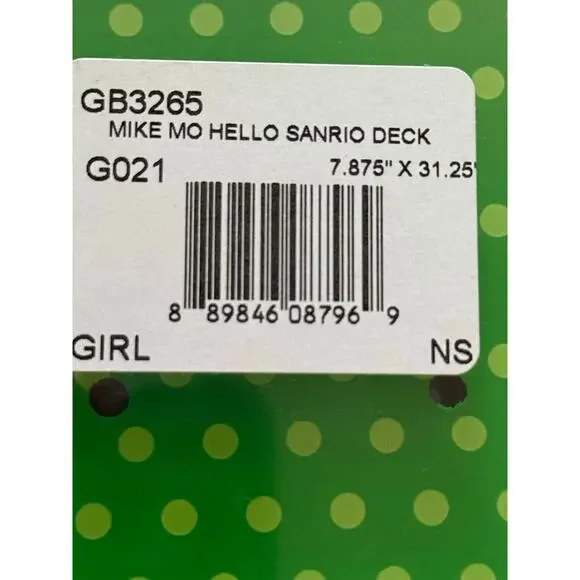 GB3265
MIKE MO HELLO SANRIO DECK
G021 7.875" X 31.25"
8 89846 08796 9
GIRL NS